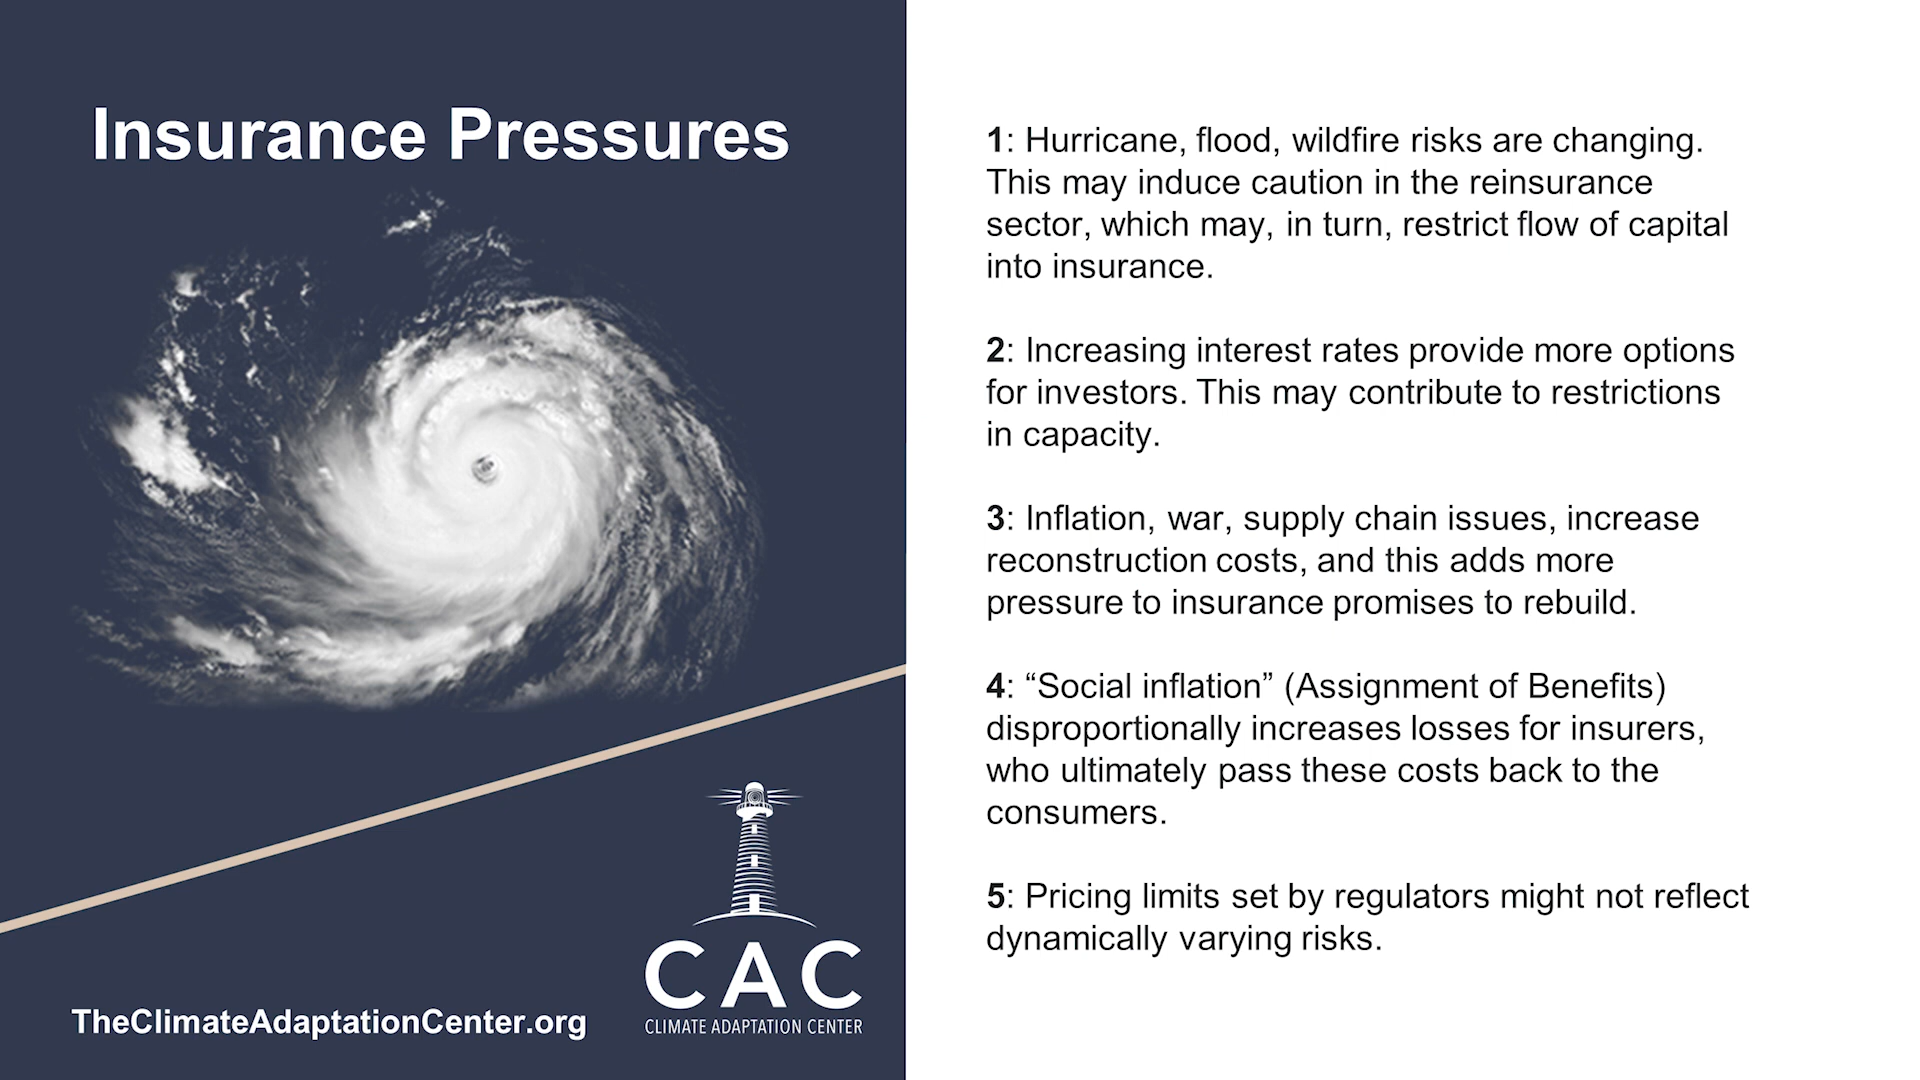 Insurance Pressures
1: Hurricane, flood, wildfire risks are changing.
This may induce caution in the reinsurance
sector, which may, in turn, restrict flow of capital
into insurance.
2: Increasing interest rates provide more options
for investors. This may contribute to restrictions
in capacity.
3: Inflation, war, supply chain issues, increase
reconstruction costs, and this adds more
pressure to insurance promises to rebuild.
4: “Social inflation” (Assignment of Benefits)
disproportionally increases losses for insurers,
who ultimately pass these costs back to the
consumers.
5: Pricing limits set by regulators might not reflect
dynamically varying risks.
CAC
CLIMATE ADAPTATION CENTER
TheClimateAdaptationCenter.org